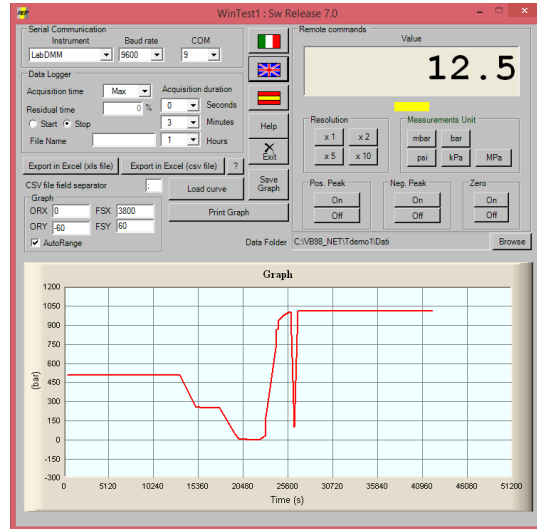 WinTest1 : Sw Release 7.0
Serial Communication
Instrument Baud rate COM
LabDMM 9600 9
Data Logger
Acquisition time Max Acquisition duration
Residual time 0 % 0 Seconds
Start Stop 3 Minutes
File Name 1 Hours
Export in Excel (xls file) Export in Excel (csv file) ?
CSV file field separator ; Load curve
Graph
ORX 0 FSX 3800
ORY -60 FSY 60
AutoRange
Print Graph
Help
Exit
Save
Graph
Remote commands
Value
12.5
Resolution
x 1 x 2
x 5 x 10
Measurements Unit
mbar bar
psi kPa MPa
Pos. Peak Neg. Peak Zero
On On On
Off Off Off
Data Folder C:\VB98_NET\Tdemo1\Dati Browse
Graph
1200
1050
900
750
600
450
300
150
0
-150
-300
(bar)
0 5120 10240 15360 20480 25600 30720 35840 40960 46080 51200
Time (s)